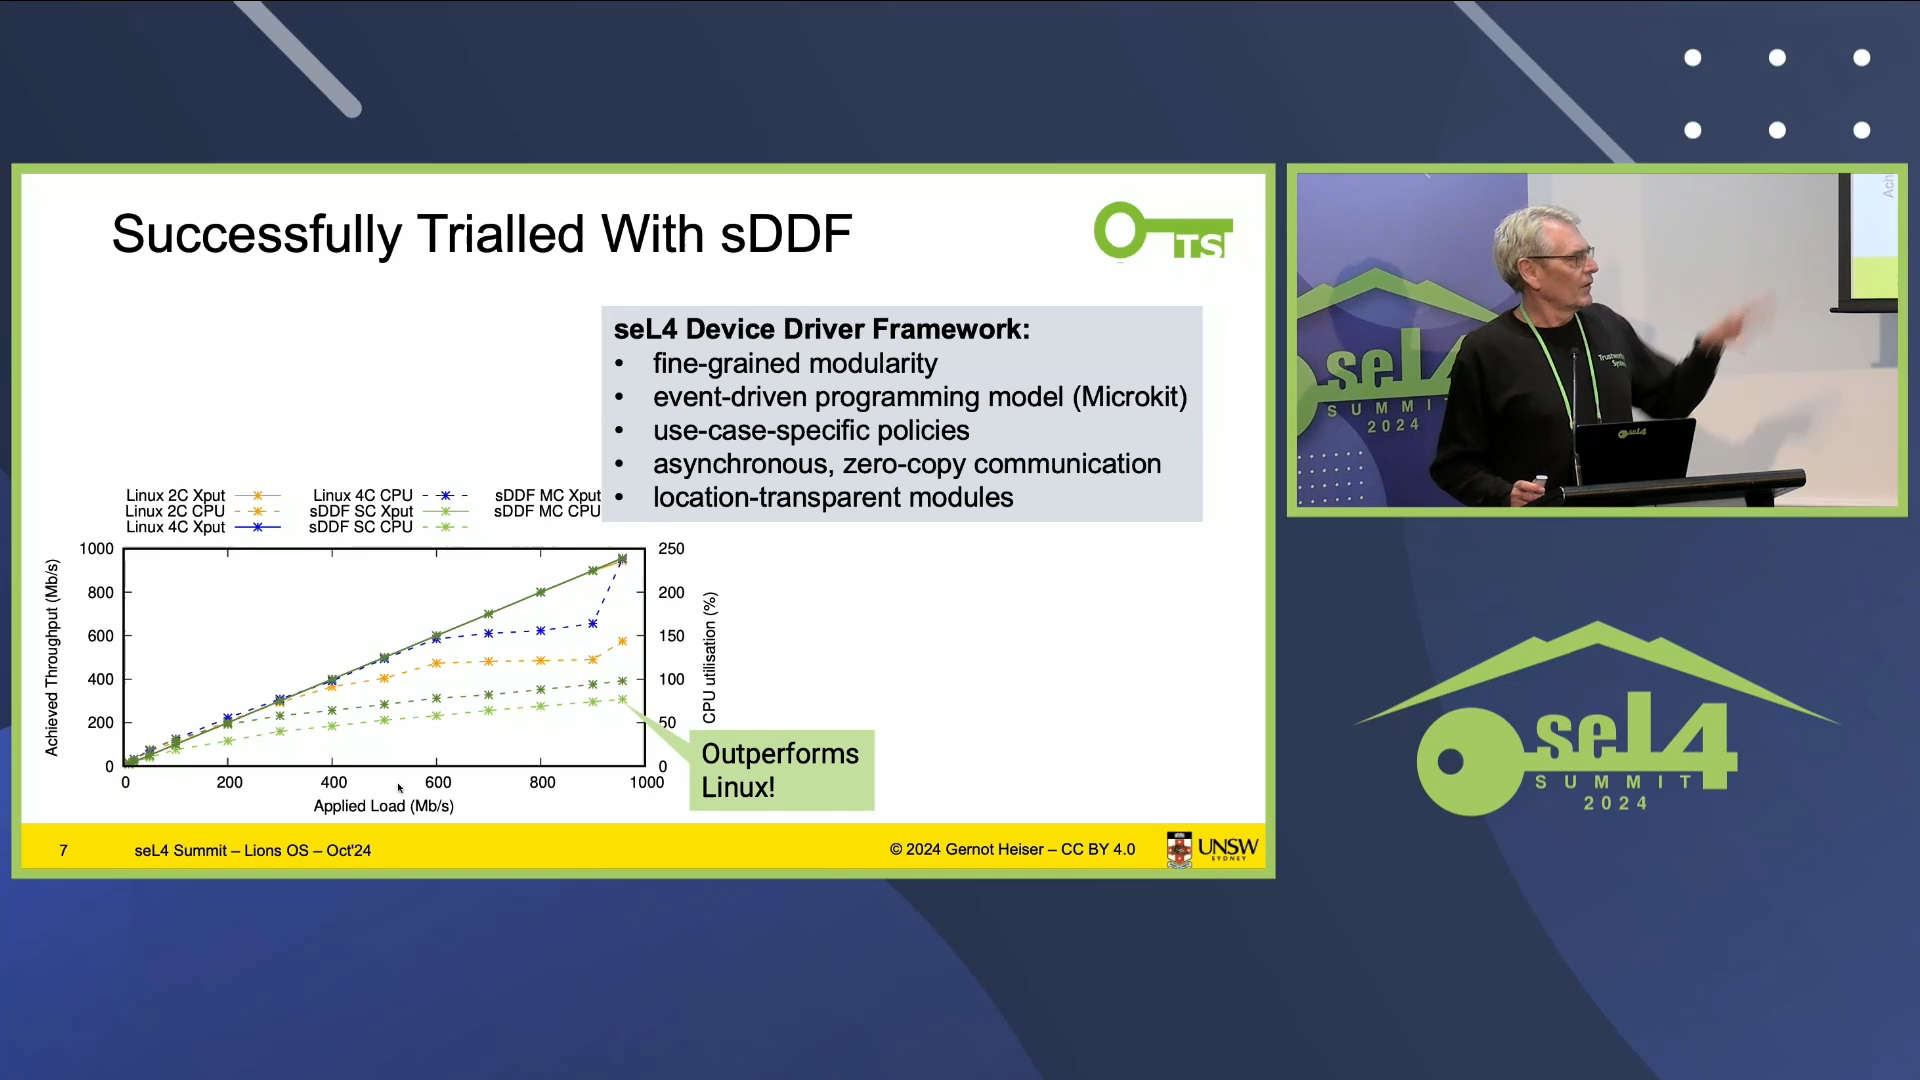 Successfully Trialled With sDDF
TS
seL4 Device Driver Framework:
• fine-grained modularity
• event-driven programming model (Microkit)
• use-case-specific policies
• asynchronous, zero-copy communication
• location-transparent modules
Linux 2C Xput
Linux 2C CPU
Linux 4C Xput
Linux 4C CPU
sDDF SC Xput
sDDF SC CPU
sDDF MC Xput
sDDF MC CPU
1000
800
600
400
200
0
Achieved Throughput (Mb/s)
250
200
150
100
50
0
CPU utilisation (%)
0 200 400 600 800 1000
Applied Load (Mb/s)
Outperforms
Linux!
7
seL4 Summit – Lions OS – Oct'24
© 2024 Gernot Heiser – CC BY 4.0
UNSW
SYDNEY
Ach
seL4
SUMMI
2024
seL4
seL4
SUMMIT
2024